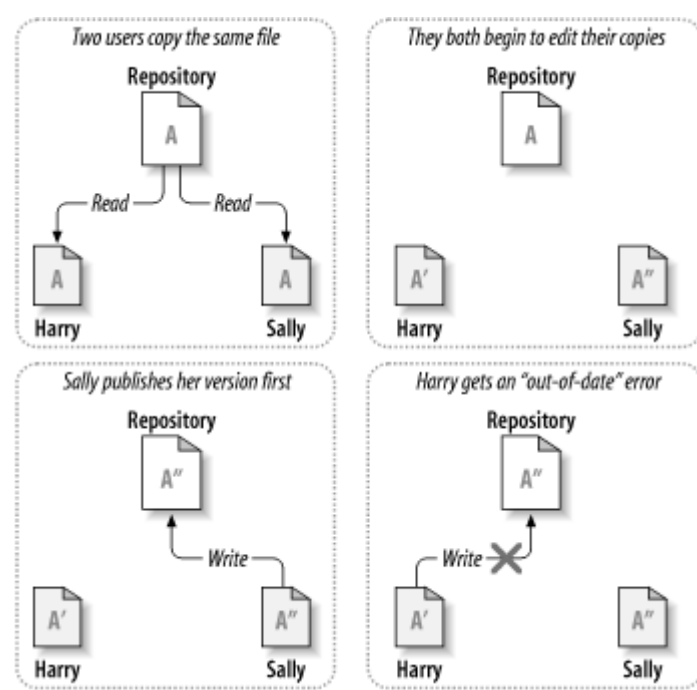 Two users copy the same file
Repository
A
Read Read
A A
Harry Sally
They both begin to edit their copies
Repository
A
A′ A″
Harry Sally
Sally publishes her version first
Repository
A″
Write
A′ A″
Harry Sally
Harry gets an “out-of-date” error
Repository
A″
Write
A′ A″
Harry Sally